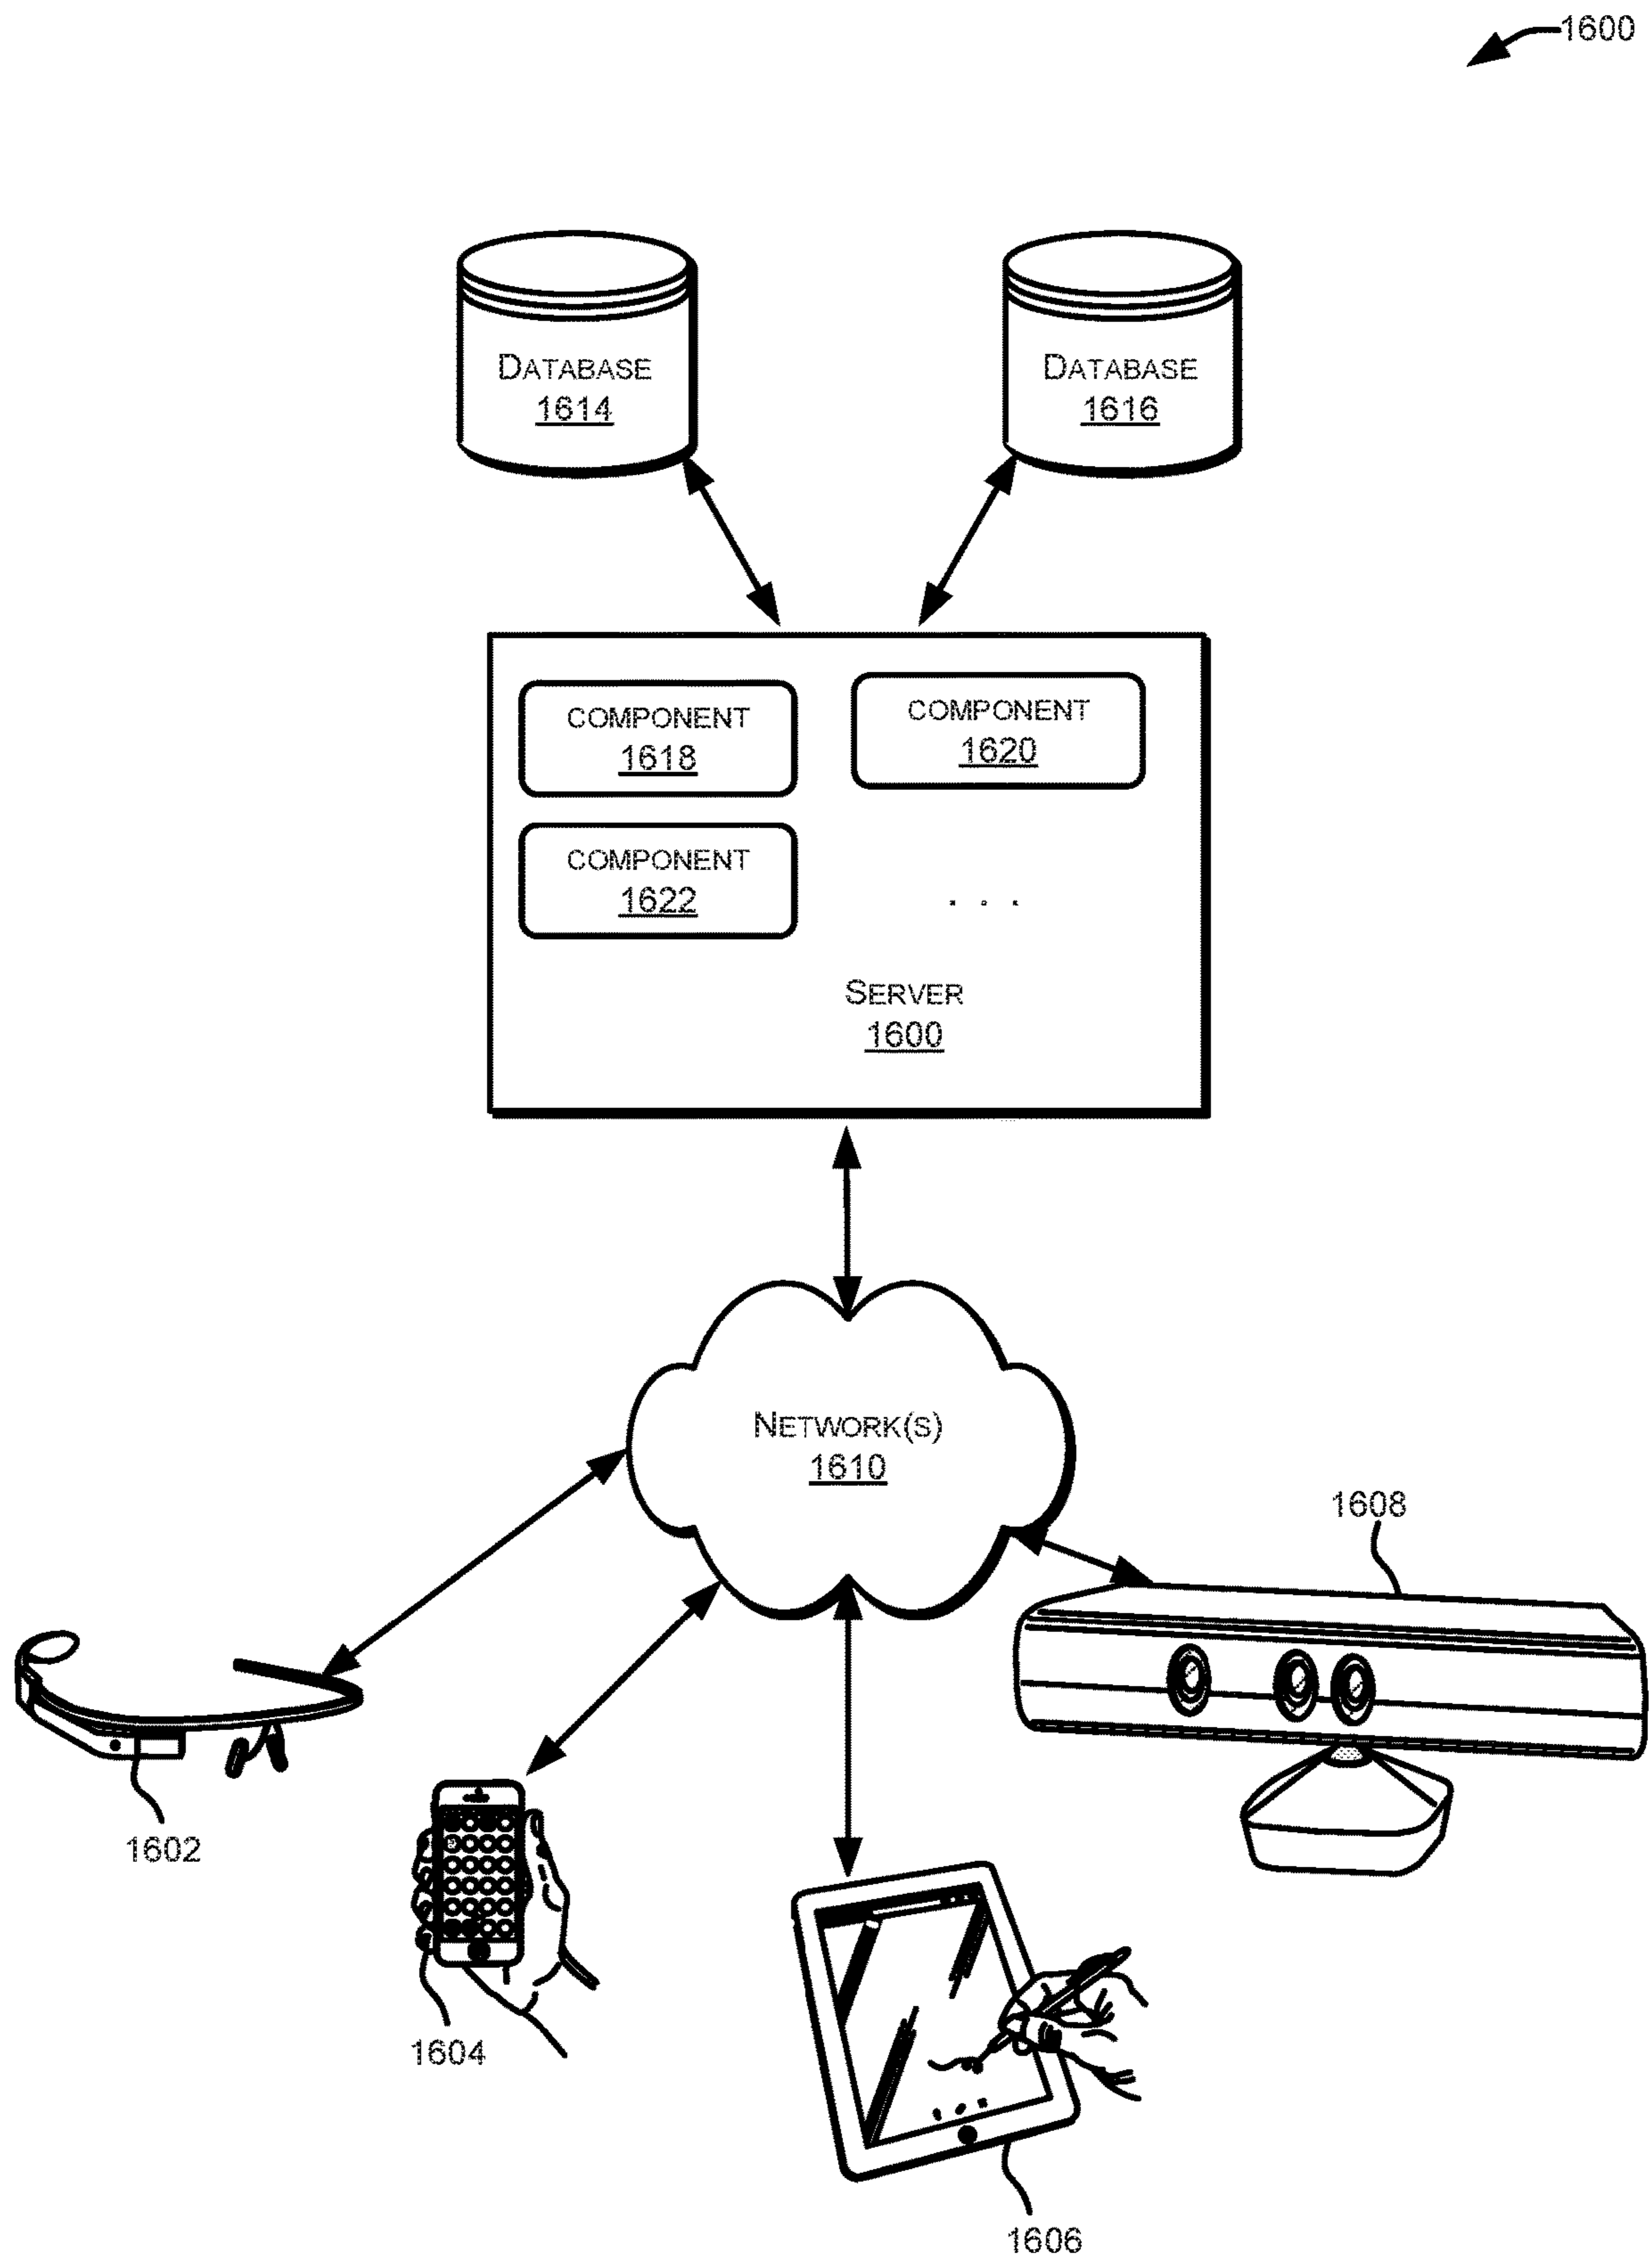 1600
DATABASE
1614
DATABASE
1616
COMPONENT
1618
COMPONENT
1620
COMPONENT
1622
. . .
SERVER
1600
NETWORK(S)
1610
1608
1602
1604
1606